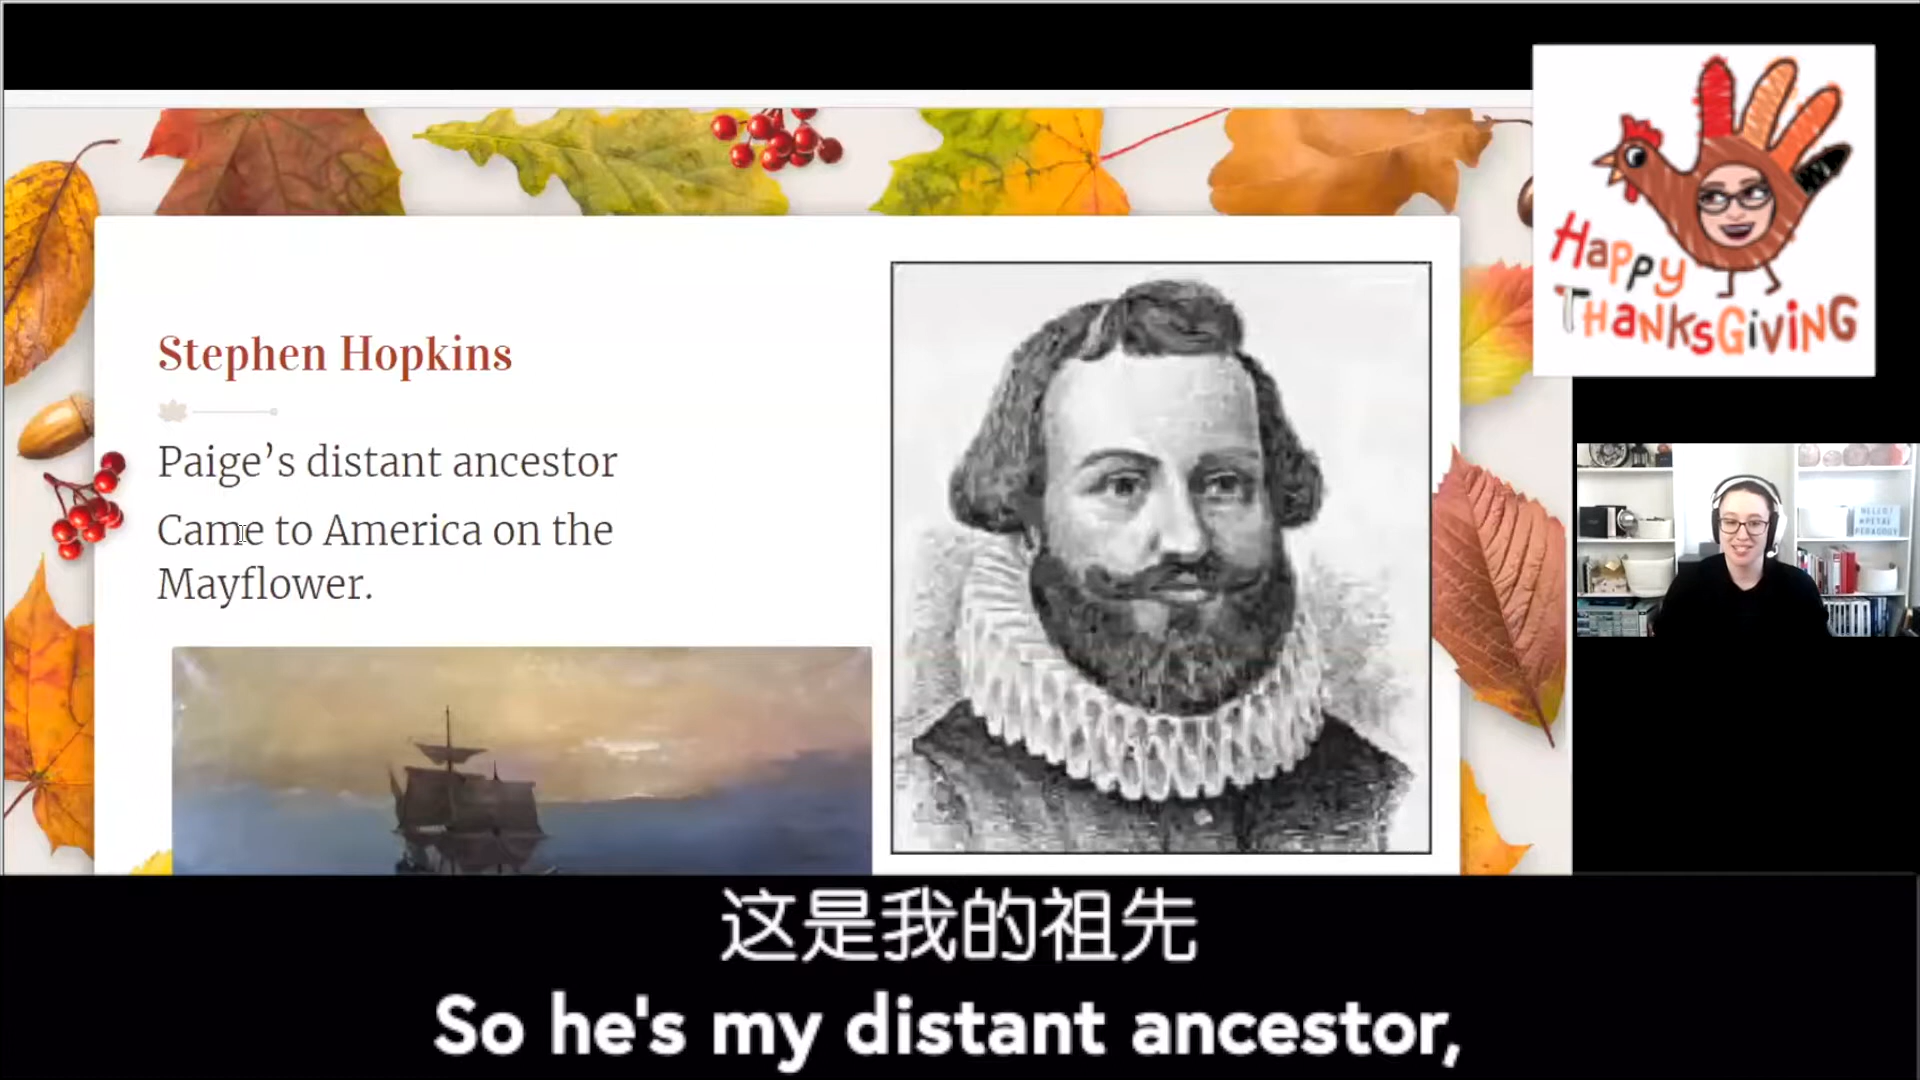 Stephen Hopkins
Paige’s distant ancestor
Came to America on the
Mayflower.
Happy
THANKsGiViNG
HELLO!
这是我的祖先
So he's my distant ancestor,